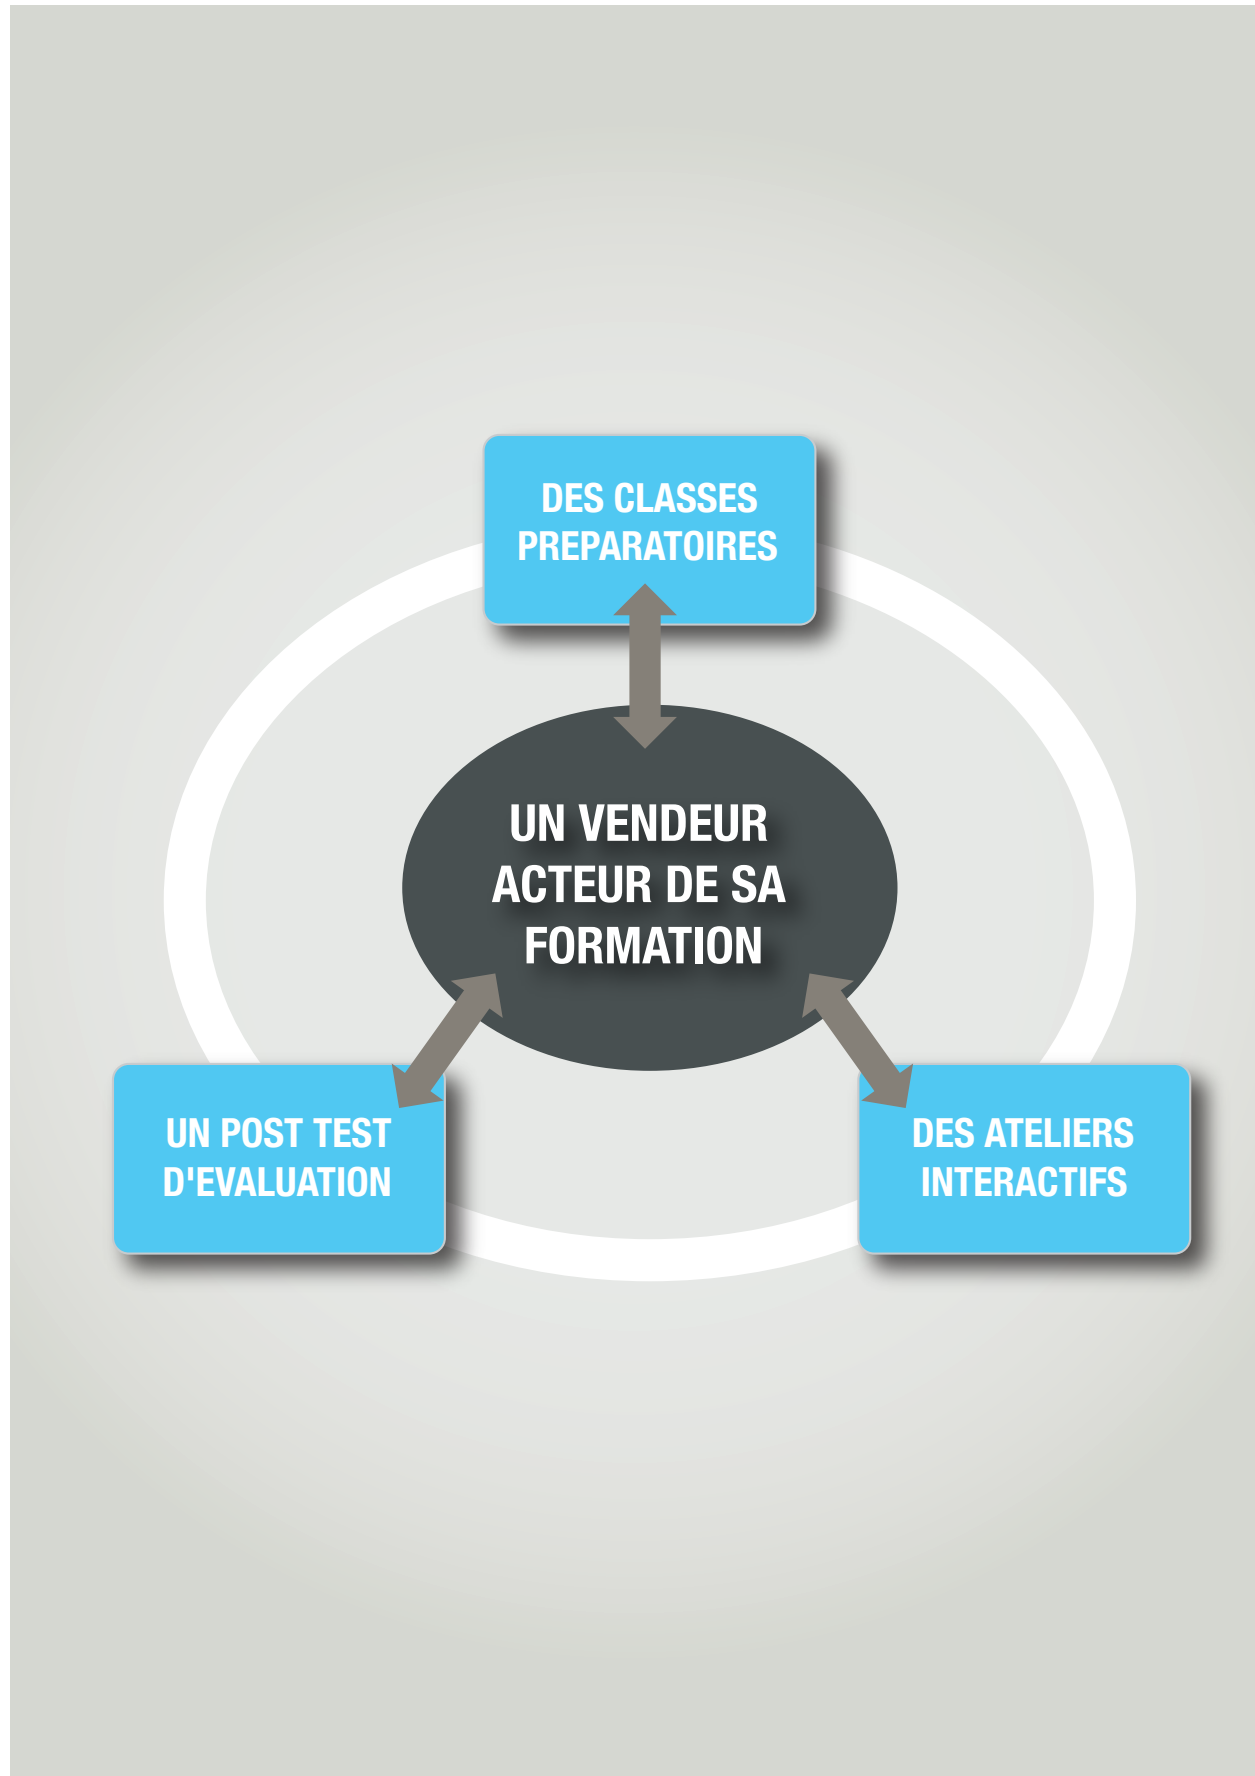 DES CLASSES
PREPARATOIRES
UN VENDEUR
ACTEUR DE SA
FORMATION
UN POST TEST
D'EVALUATION
DES ATELIERS
INTERACTIFS